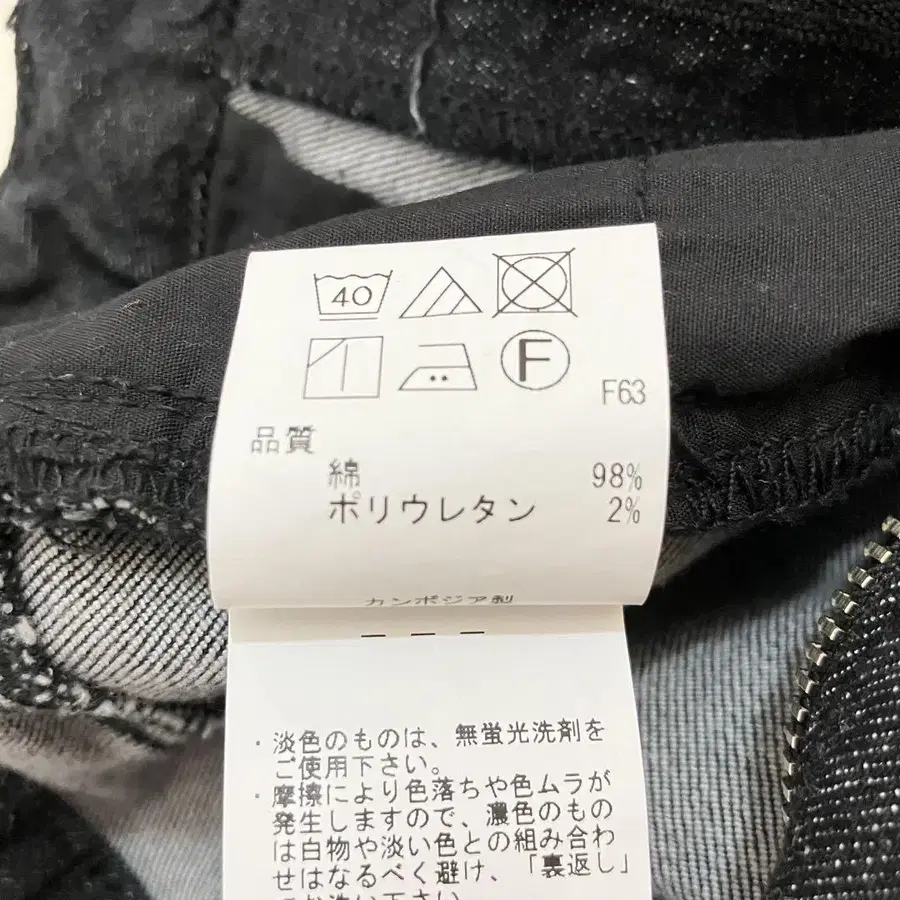 40
F
F63
品質
綿 98%
ポリウレタン 2%
カンボジア製
・淡色のものは、無蛍光洗剤を
ご使用下さい。
・摩擦により色落ちや色ムラが
発生しますので、濃色のもの
は白物や淡い色との組み合わ
せはなるべく避け、「裏返し」